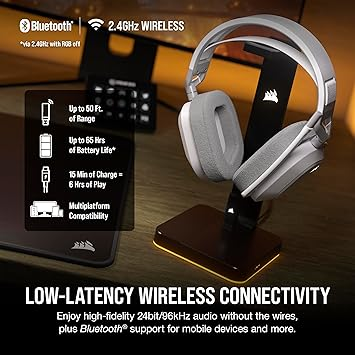 Bluetooth® | 2.4GHz WIRELESS
*via 2.4GHz with RGB off
Up to 50 Ft.
of Range
Up to 65 Hrs
of Battery Life*
15 Min of Charge =
6 Hrs of Play
Multiplatform
Compatibility
LOW-LATENCY WIRELESS CONNECTIVITY
Enjoy high-fidelity 24bit/96kHz audio without the wires,
plus Bluetooth® support for mobile devices and more.